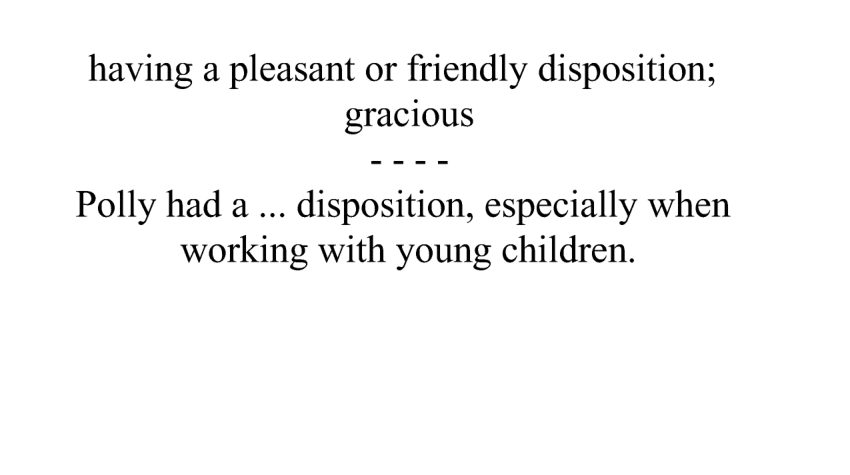 having a pleasant or friendly disposition;
gracious
- - - -
Polly had a ... disposition, especially when
working with young children.